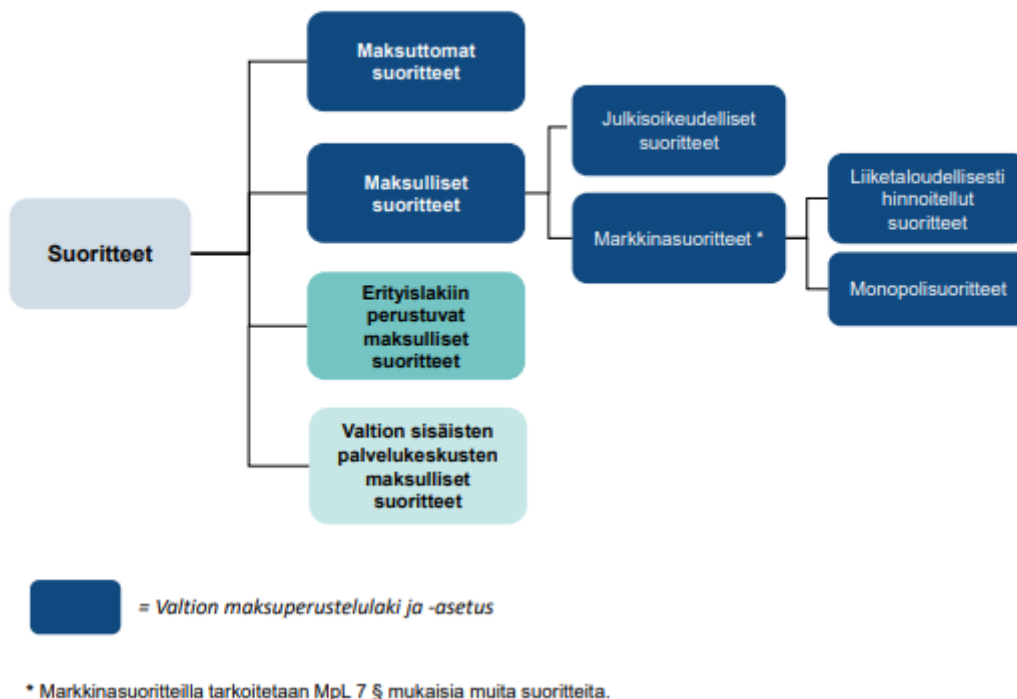 Maksuttomat
suoritteet
Julkisoikeudelliset
suoritteet
Maksulliset
suoritteet
Liiketaloudellisesti
hinnoitellut
suoritteet
Suoritteet
Markkinasuoritteet *
Monopolisuoritteet
Erityislakiin
perustuvat
maksulliset
suoritteet
Valtion sisäisten
palvelukeskusten
maksulliset
suoritteet
= Valtion maksuperustelulaki ja -asetus
* Markkinasuoritteilla tarkoitetaan MpL 7 § mukaisia muita suoritteita.